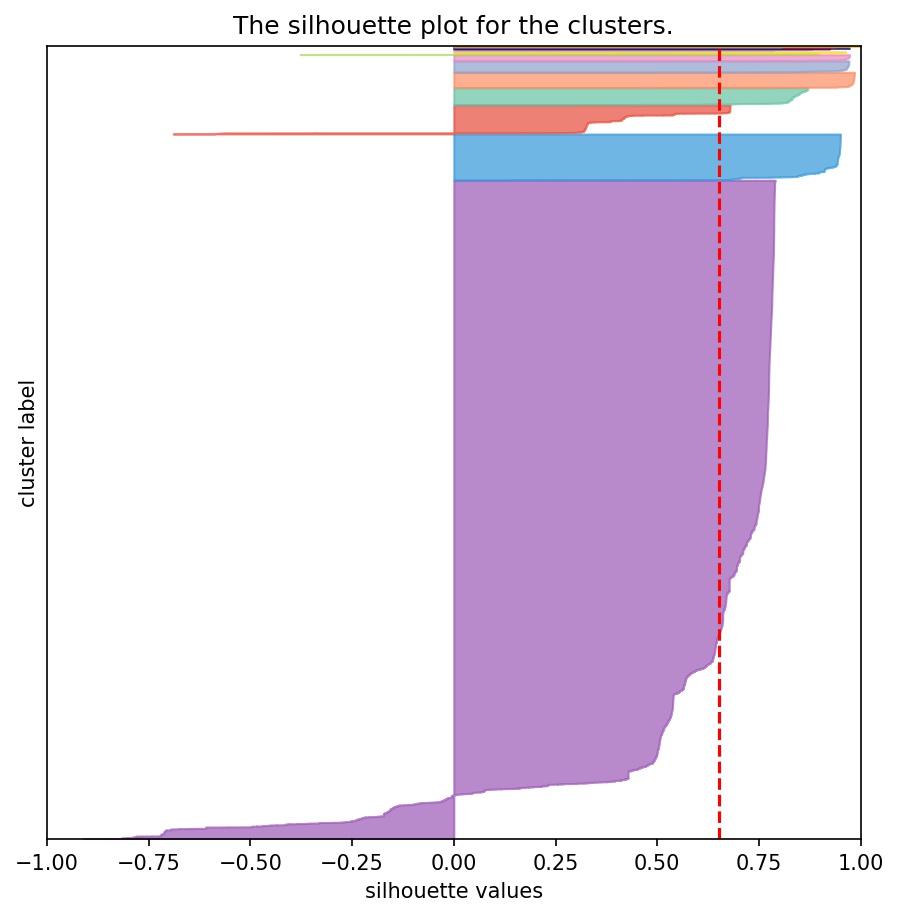 The silhouette plot for the clusters.
cluster label
−1.00 −0.75 −0.50 −0.25 0.00 0.25 0.50 0.75 1.00
silhouette values